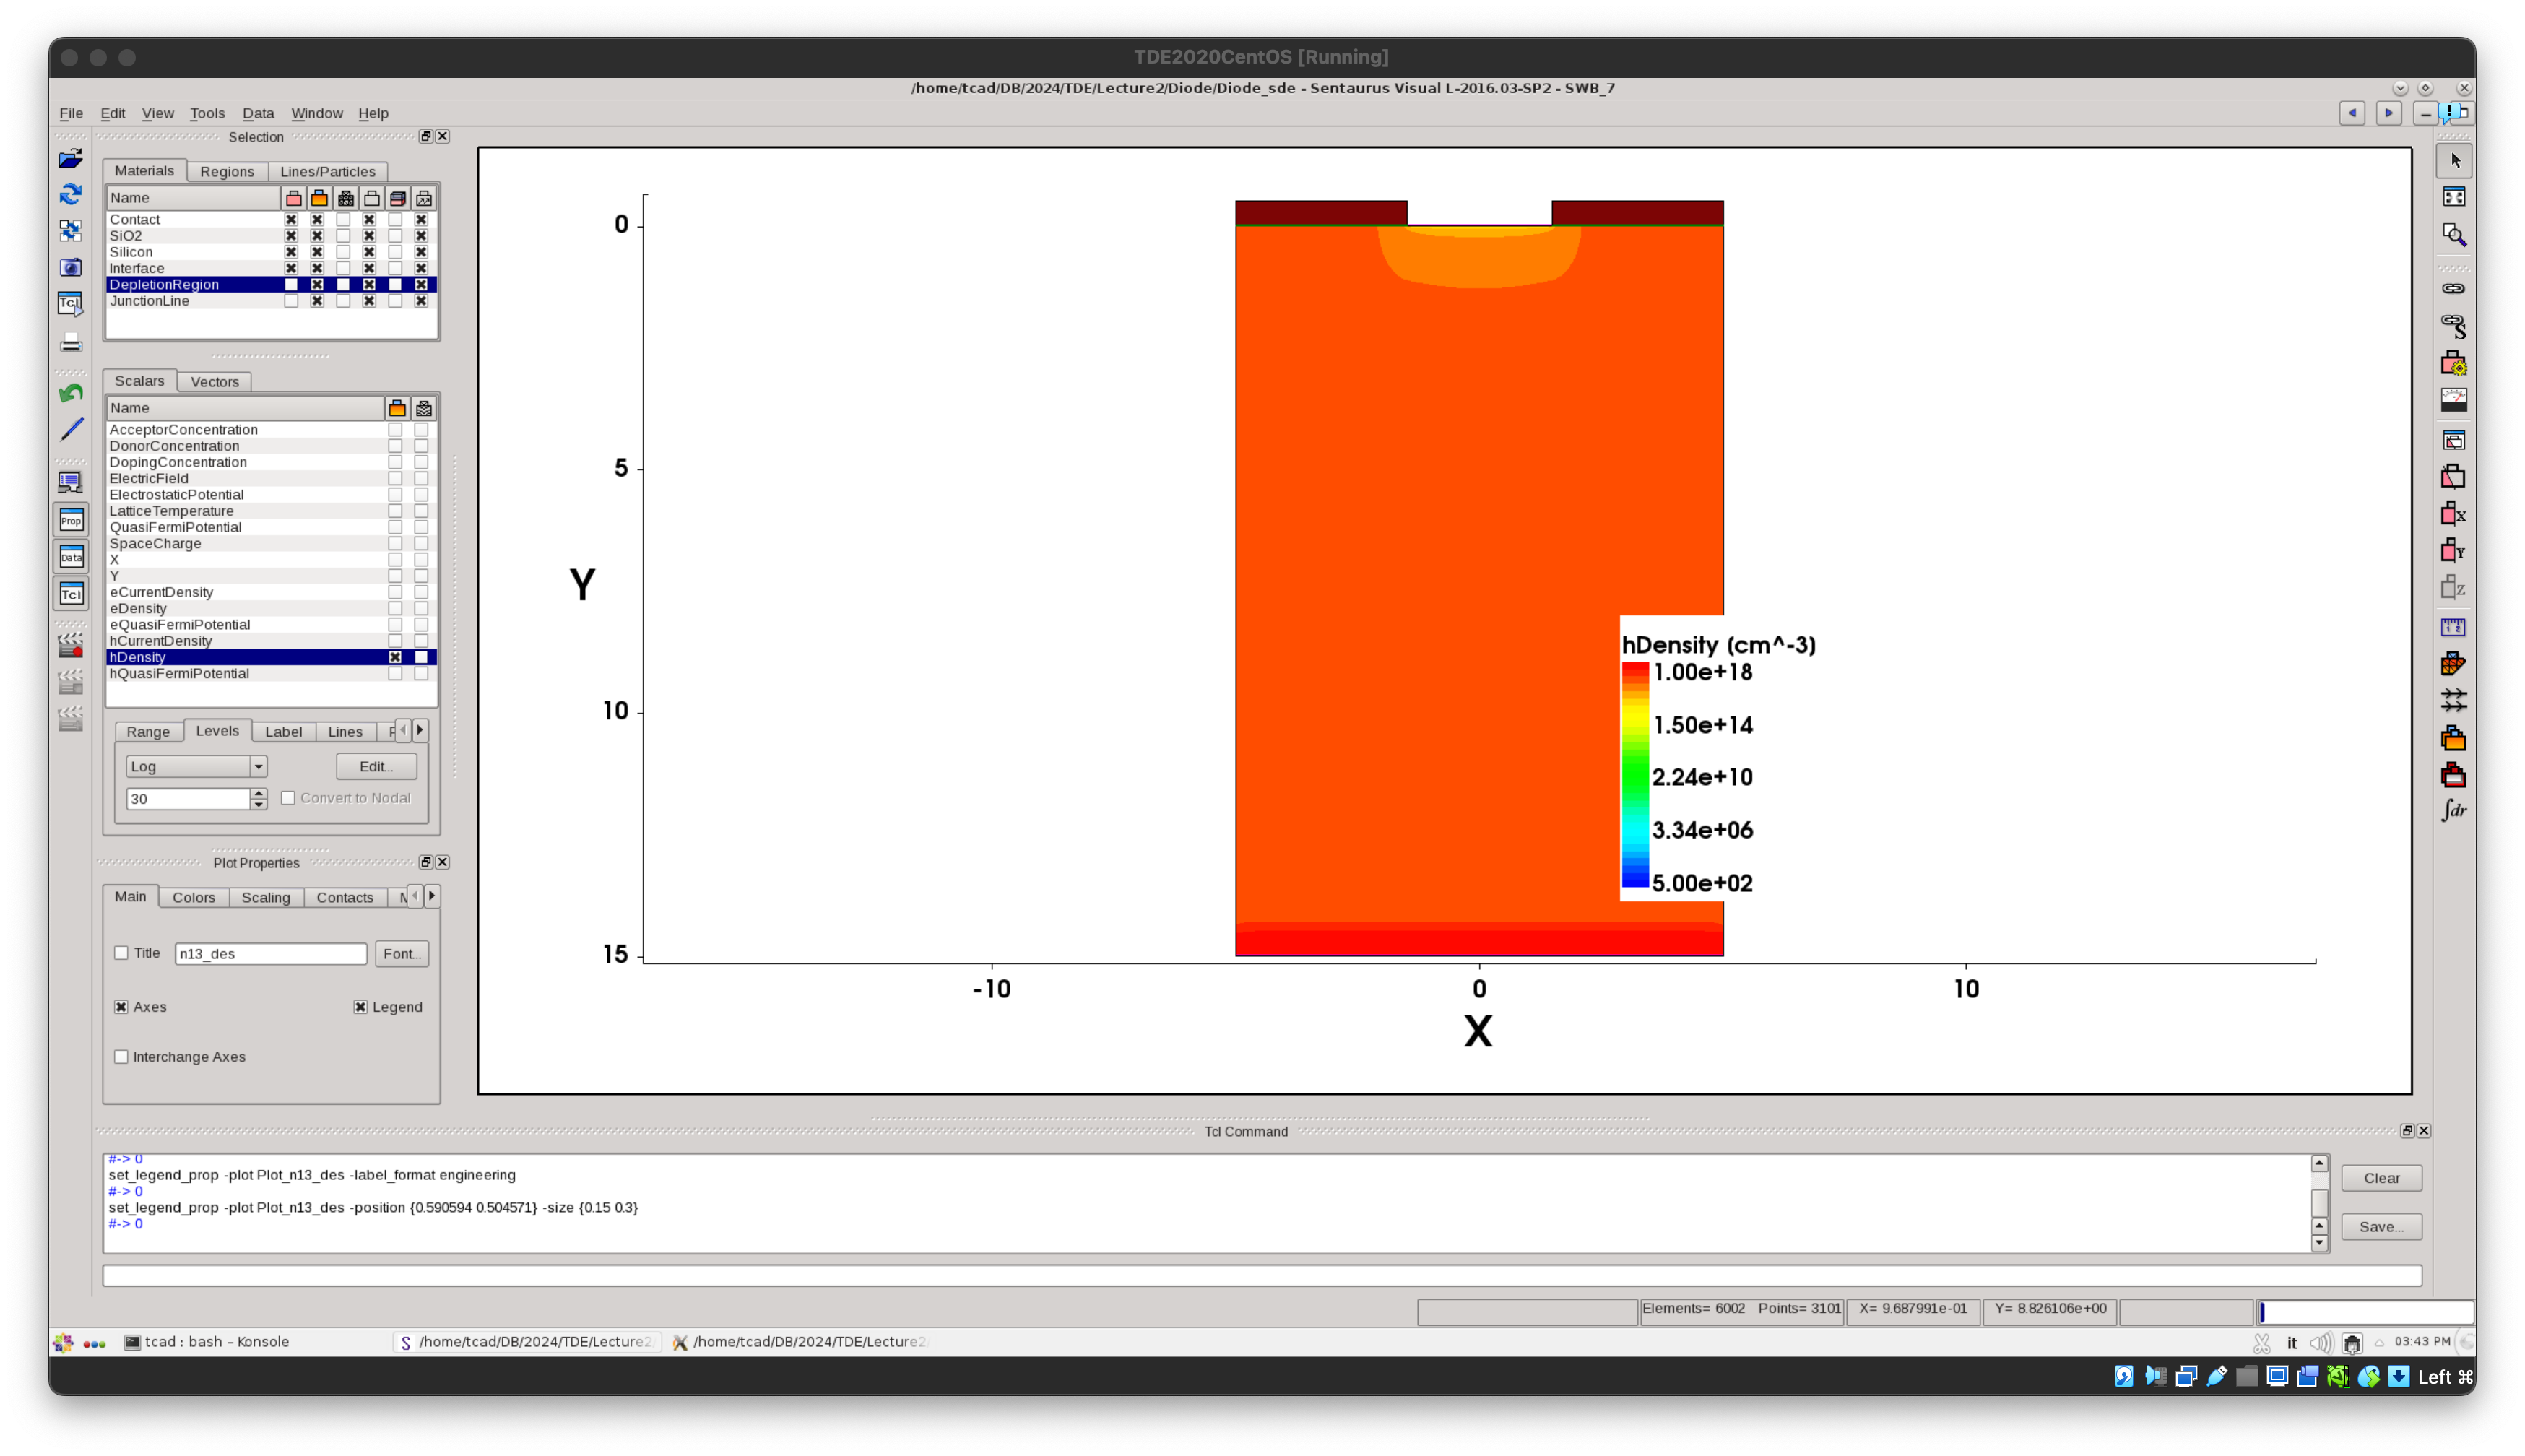 TDE2020CentOS [Running]
/home/tcad/DB/2024/TDE/Lecture2/Diode/Diode_sde - Sentaurus Visual L-2016.03-SP2 - SWB_7
File Edit View Tools Data Window Help
Selection
Materials Regions Lines/Particles
Name
Contact
SiO2
Silicon
Interface
DepletionRegion
JunctionLine
Scalars Vectors
Name
AcceptorConcentration
DonorConcentration
DopingConcentration
ElectricField
ElectrostaticPotential
LatticeTemperature
QuasiFermiPotential
SpaceCharge
X
Y
eCurrentDensity
eDensity
eQuasiFermiPotential
hCurrentDensity
hDensity
hQuasiFermiPotential
Range Levels Label Lines
Log Edit...
30 Convert to Nodal
Plot Properties
Main Colors Scaling Contacts
Title n13_des Font...
Axes Legend
Interchange Axes
Tcl
Prop
Data
Tcl
0
5
10
15
Y
-10 0 10
X
hDensity (cm^-3)
1.00e+18
1.50e+14
2.24e+10
3.34e+06
5.00e+02
S
X
Y
Z
∫dr
Tcl Command
#-> 0
set_legend_prop -plot Plot_n13_des -label_format engineering
#-> 0
set_legend_prop -plot Plot_n13_des -position {0.590594 0.504571} -size {0.15 0.3}
#-> 0
Clear
Save...
Elements= 6002 Points= 3101 X= 9.687991e-01 Y= 8.826106e+00
tcad : bash – Konsole
/home/tcad/DB/2024/TDE/Lecture2
/home/tcad/DB/2024/TDE/Lecture2
it 03:43 PM
Left ⌘